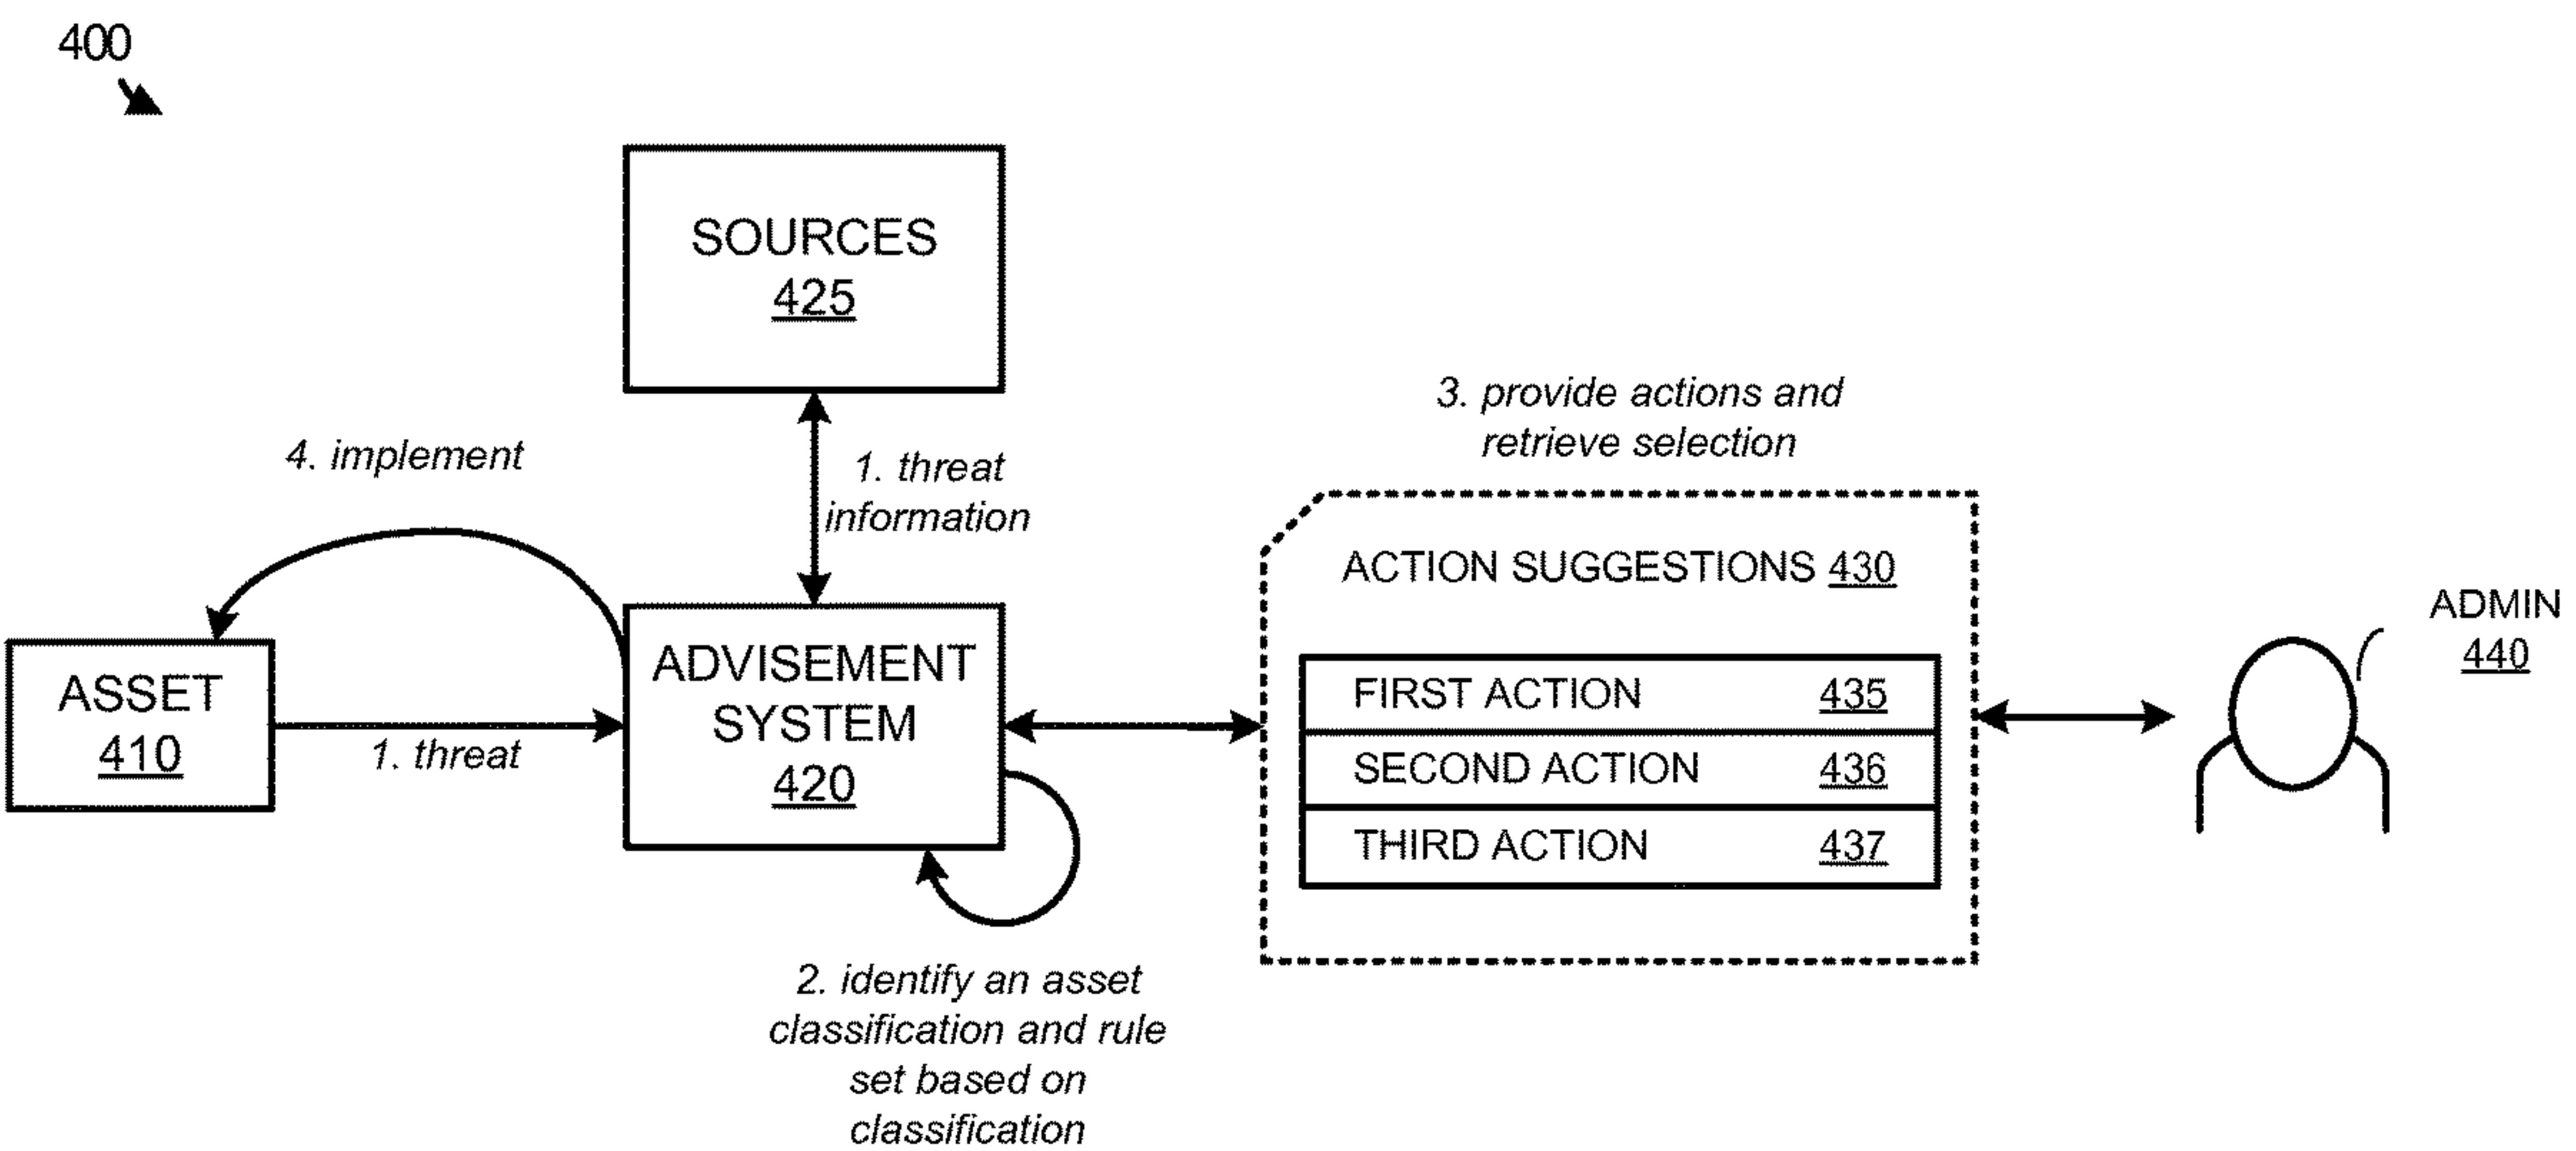 400
SOURCES
425
3. provide actions and
retrieve selection
4. implement
1. threat
information
ACTION SUGGESTIONS 430
ADMIN
440
ASSET
410
1. threat
ADVISEMENT
SYSTEM
420
FIRST ACTION 435
SECOND ACTION 436
THIRD ACTION 437
2. identify an asset
classification and rule
set based on
classification